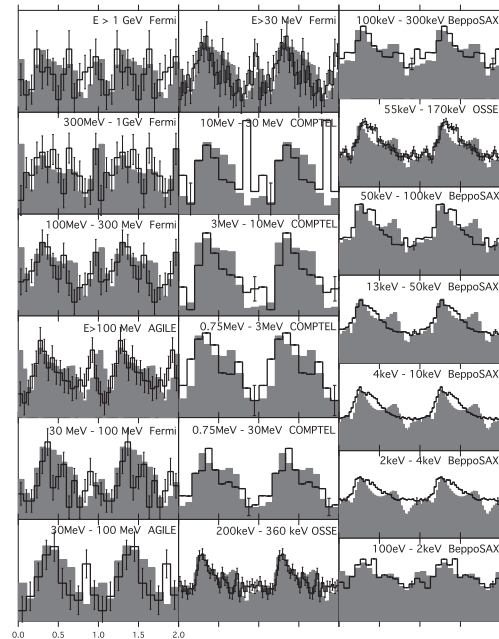 E > 1 GeV Fermi
300MeV - 1GeV Fermi
100MeV - 300 MeV Fermi
E>100 MeV AGILE
30 MeV - 100 MeV Fermi
30MeV - 100 MeV AGILE
0.0 0.5 1.0 1.5 2.0
E>30 MeV Fermi
10MeV - 30 MeV COMPTEL
3MeV - 10MeV COMPTEL
0.75MeV - 3MeV COMPTEL
0.75MeV - 30MeV COMPTEL
200keV - 360 keV OSSE
100keV - 300keV BeppoSAX
55keV - 170keV OSSE
50keV - 100keV BeppoSAX
13keV - 50keV BeppoSAX
4keV - 10keV BeppoSAX
2keV - 4keV BeppoSAX
100eV - 2keV BeppoSAX